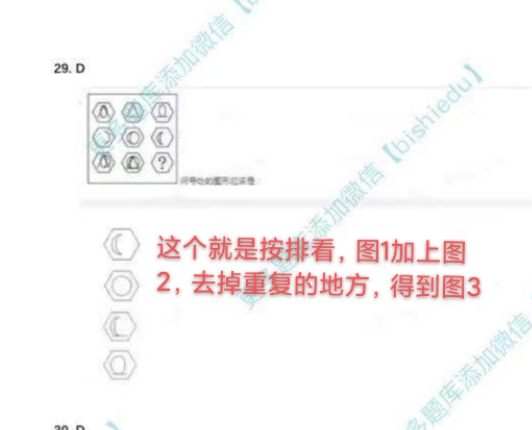 更多题库添加微信【
29. D
更多题库添加微信【bishiedu】
?
问号处的图形应该是:
这个就是按排看，图1加上图
2，去掉重复的地方，得到图3
多题库添加微信
30. D